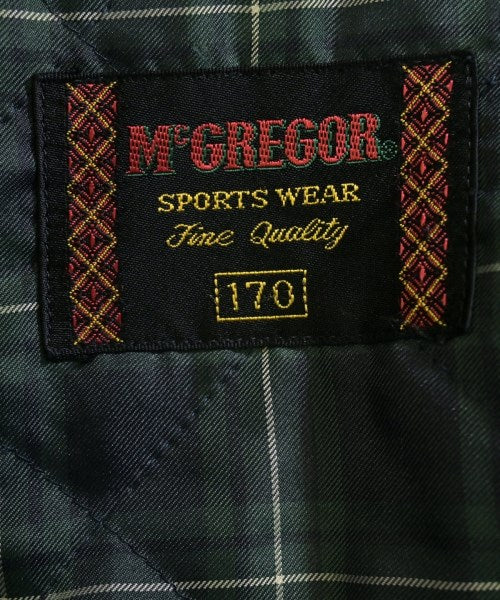 McGREGOR®
SPORTS WEAR
Fine Quality
170